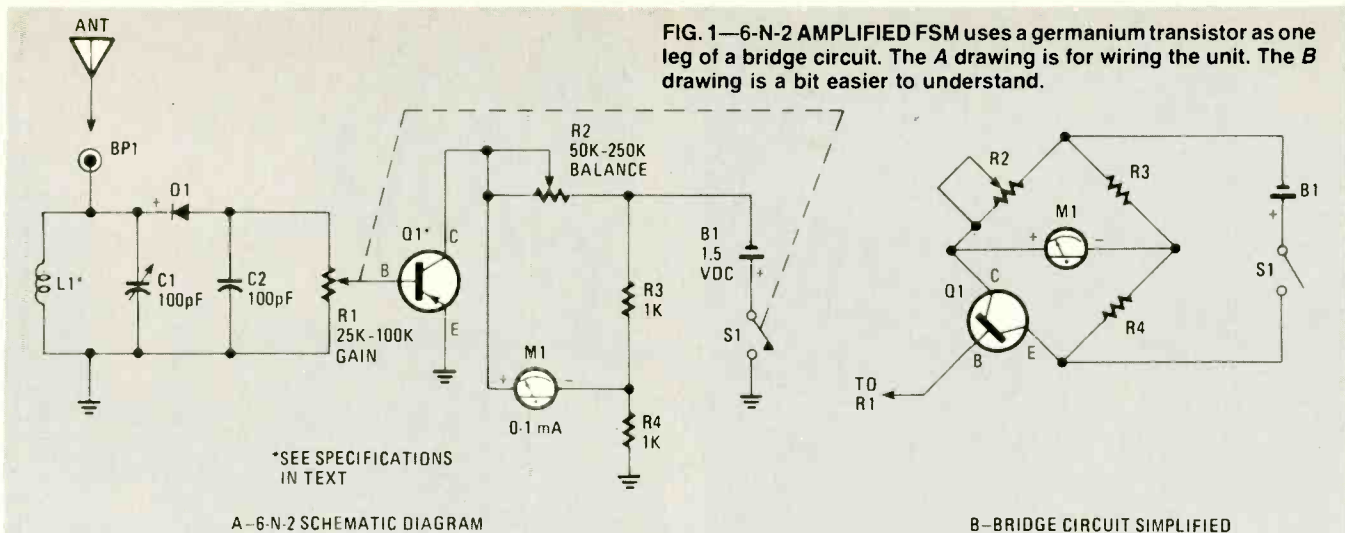 FIG. 1—6-N-2 AMPLIFIED FSM uses a germanium transistor as one
leg of a bridge circuit. The A drawing is for wiring the unit. The B
drawing is a bit easier to understand.
ANT
BP1
L1*
C1
100pF
+
D1
C2
100pF
R1
25K-100K
GAIN
Q1*
B
C
E
R2
50K-250K
BALANCE
+
M1
-
0-1 mA
R3
1K
R4
1K
B1
1.5
VDC
+
S1
*SEE SPECIFICATIONS
IN TEXT
A-6-N-2 SCHEMATIC DIAGRAM
R2
R3
+
M1
-
Q1
C
B
E
R4
B1
+
S1
TO
R1
B-BRIDGE CIRCUIT SIMPLIFIED